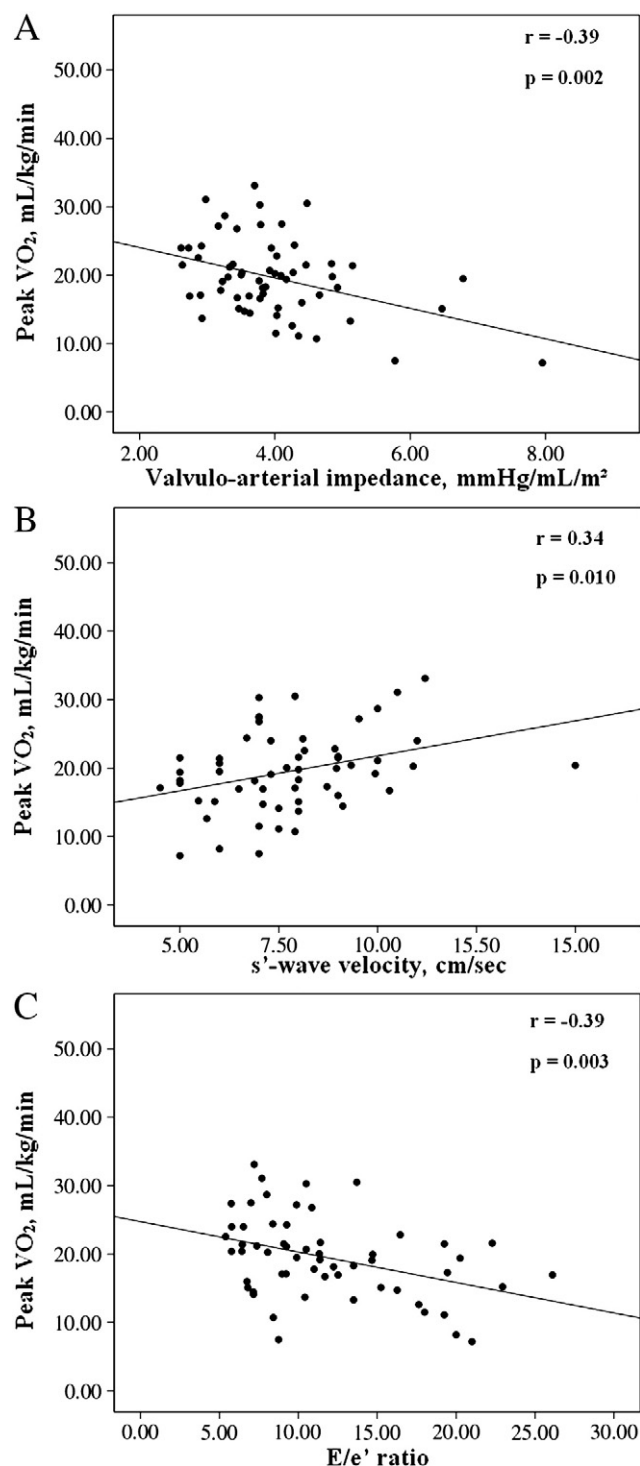 A
r = -0.39
p = 0.002
50.00
40.00
30.00
20.00
10.00
0.00
Peak VO₂, mL/kg/min
2.00 4.00 6.00 8.00
Valvulo-arterial impedance, mmHg/mL/m²
B
r = 0.34
p = 0.010
50.00
40.00
30.00
20.00
10.00
0.00
Peak VO₂, mL/kg/min
5.00 7.50 10.00 15.50 15.00
s’-wave velocity, cm/sec
C
r = -0.39
p = 0.003
50.00
40.00
30.00
20.00
10.00
0.00
Peak VO₂, mL/kg/min
0.00 5.00 10.00 15.00 20.00 25.00 30.00
E/e’ ratio